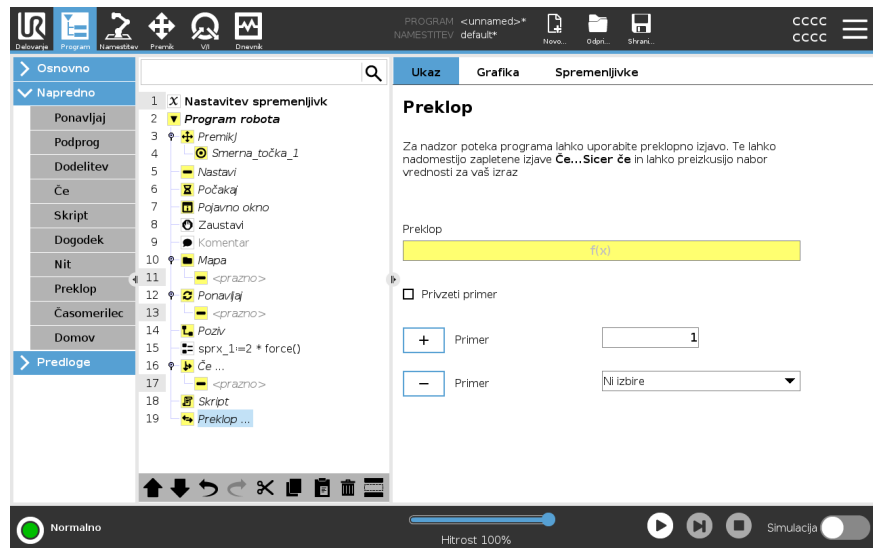 PROGRAM <unnamed>*
NAMESTITEV default*
CCCC
CCCC
Delovanje Program Namestitev Premik V/I Dnevnik Novo... Odpri... Shrani...
Osnovno
Napredno
Ponavljaj
Podprog
Dodelitev
Če
Skript
Dogodek
Nit
Preklop
Časomerilec
Domov
Predloge
1 X Nastavitev spremenljivk
2 Program robota
3 PremikJ
4 Smerna_točka_1
5 Nastavi
6 Počakaj
7 Pojavno okno
8 Zaustavi
9 Komentar
10 Mapa
11 <prazno>
12 Ponavljaj
13 <prazno>
14 Poziv
15 sprx_1≔2 * force()
16 Če ...
17 <prazno>
18 Skript
19 Preklop ...
Ukaz Grafika Spremenljivke
Preklop
Za nadzor poteka programa lahko uporabite preklopno izjavo. Te lahko
nadomestijo zapletene izjave Če...Sicer če in lahko preizkusijo nabor
vrednosti za vaš izraz
Preklop
f(x)
Privzeti primer
+ Primer 1
− Primer Ni izbire
Normalno
Hitrost 100%
Simulacija